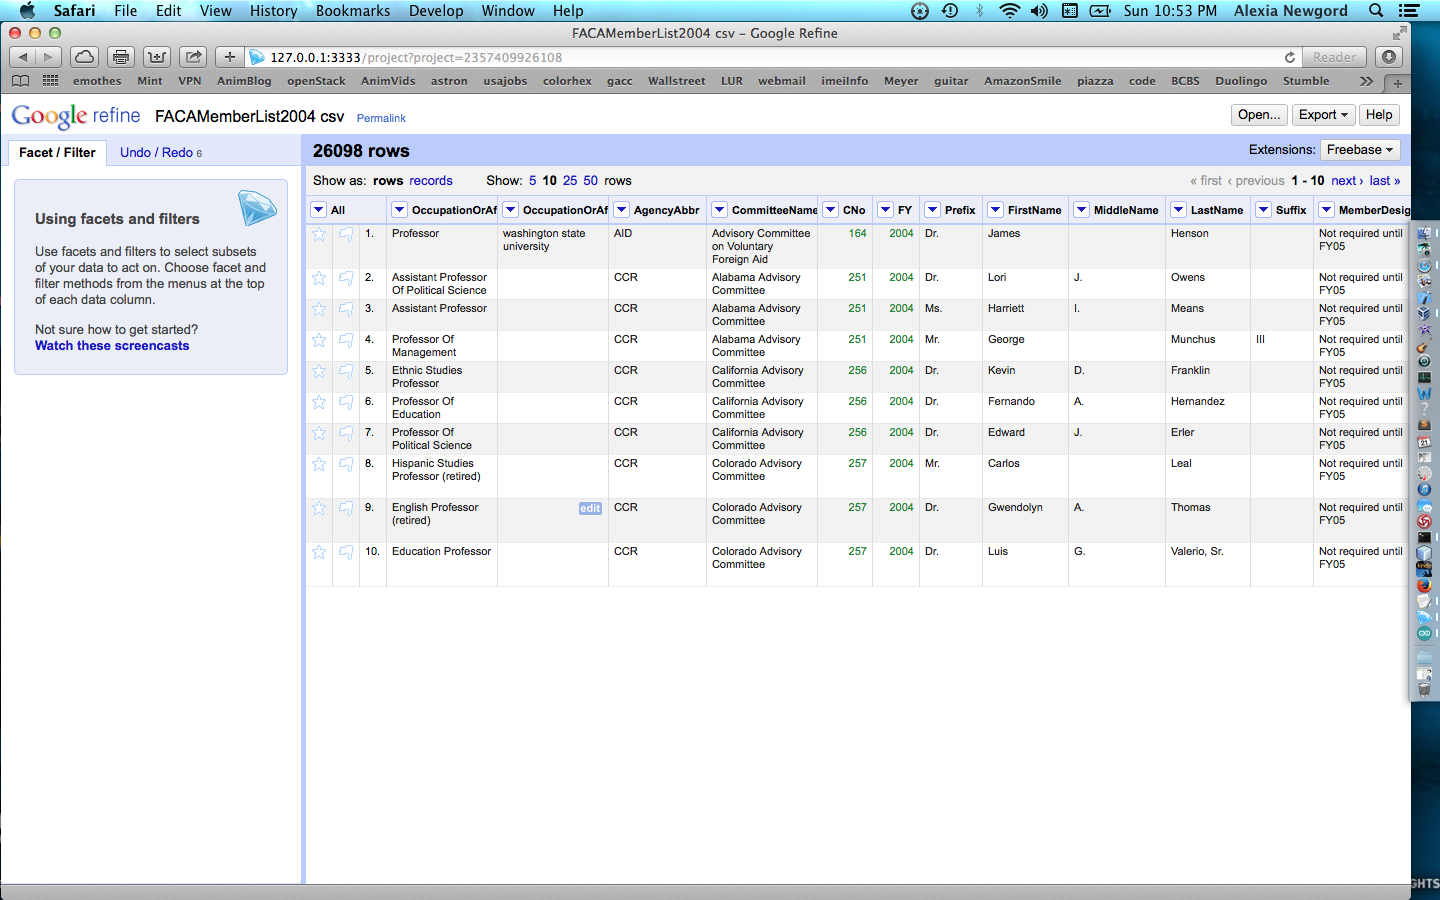 Safari File Edit View History Bookmarks Develop Window Help Sun 10:53 PM Alexia Newgord
FACAMemberList2004 csv – Google Refine
127.0.0.1:3333/project?project=2357409926108 Reader
emothes Mint VPN AnimBlog openStack AnimVids astron usajobs colorhex gacc Wallstreet LUR webmail imeiInfo Meyer guitar AmazonSmile piazza code BCBS Duolingo Stumble
Google refine FACAMemberList2004 csv Permalink Open... Export Help
Facet / Filter Undo / Redo 6 26098 rows Extensions: Freebase
Show as: rows records Show: 5 10 25 50 rows « first ‹ previous 1 - 10 next › last »
Using facets and filters
Use facets and filters to select subsets
of your data to act on. Choose facet and
filter methods from the menus at the top
of each data column.
Not sure how to get started?
Watch these screencasts
All OccupationOrAf OccupationOrAf AgencyAbbr CommitteeName CNo FY Prefix FirstName MiddleName LastName Suffix MemberDesig
1. Professor washington state AID Advisory Committee 164 2004 Dr. James Henson Not required until
university on Voluntary FY05
Foreign Aid
2. Assistant Professor CCR Alabama Advisory 251 2004 Dr. Lori J. Owens Not required until
Of Political Science Committee FY05
3. Assistant Professor CCR Alabama Advisory 251 2004 Ms. Harriett I. Means Not required until
Committee FY05
4. Professor Of CCR Alabama Advisory 251 2004 Mr. George Munchus III Not required until
Management Committee FY05
5. Ethnic Studies CCR California Advisory 256 2004 Dr. Kevin D. Franklin Not required until
Professor Committee FY05
6. Professor Of CCR California Advisory 256 2004 Dr. Fernando A. Hernandez Not required until
Education Committee FY05
7. Professor Of CCR California Advisory 256 2004 Dr. Edward J. Erler Not required until
Political Science Committee FY05
8. Hispanic Studies CCR Colorado Advisory 257 2004 Mr. Carlos Leal Not required until
Professor (retired) Committee FY05
9. English Professor edit CCR Colorado Advisory 257 2004 Dr. Gwendolyn A. Thomas Not required until
(retired) Committee FY05
10. Education Professor CCR Colorado Advisory 257 2004 Dr. Luis G. Valerio, Sr. Not required until
Committee FY05
GHTS